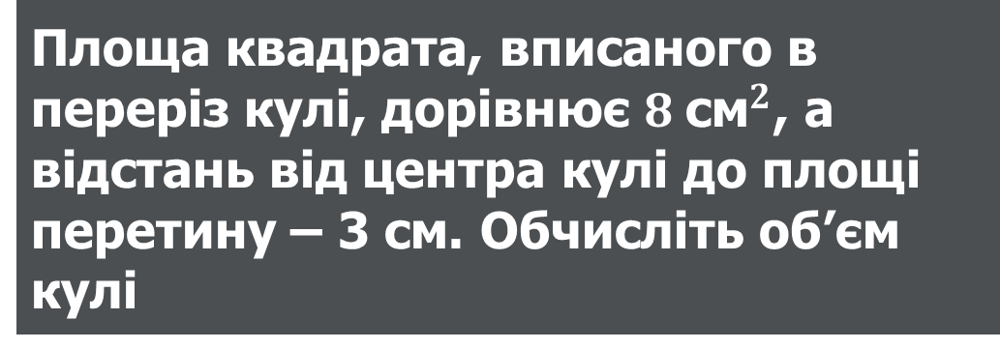 Площа квадрата, вписаного в
переріз кулі, дорівнює 8 см², а
відстань від центра кулі до площі
перетину – 3 см. Обчисліть об’єм
кулі